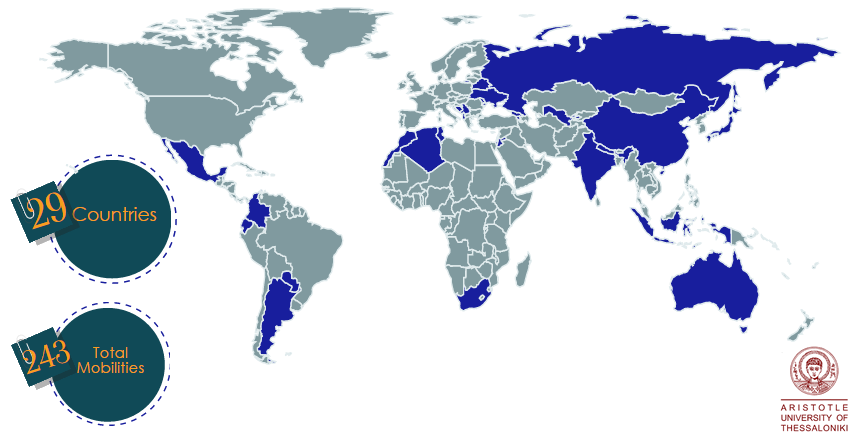 29 Countries
243 Total
Mobilities
ARISTOTLE
UNIVERSITY OF
THESSALONIKI